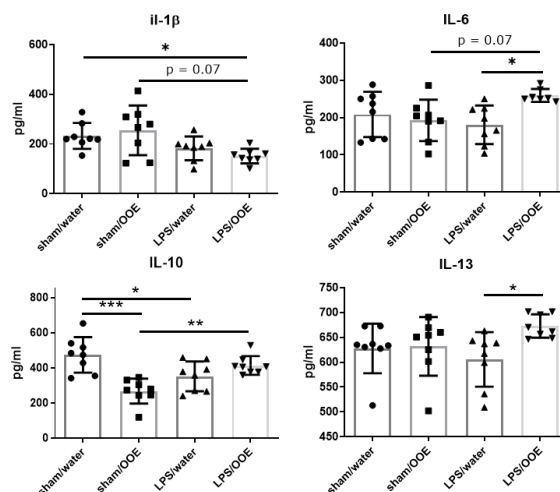 iI-1β
pg/ml
600
400
200
0
*
p = 0.07
sham/water
sham/OOE
LPS/water
LPS/OOE
IL-6
pg/ml
400
300
200
100
0
p = 0.07
*
sham/water
sham/OOE
LPS/water
LPS/OOE
IL-10
pg/ml
800
600
400
200
0
*
***
**
sham/water
sham/OOE
LPS/water
LPS/OOE
IL-13
pg/ml
750
700
650
600
550
500
450
*
sham/water
sham/OOE
LPS/water
LPS/OOE